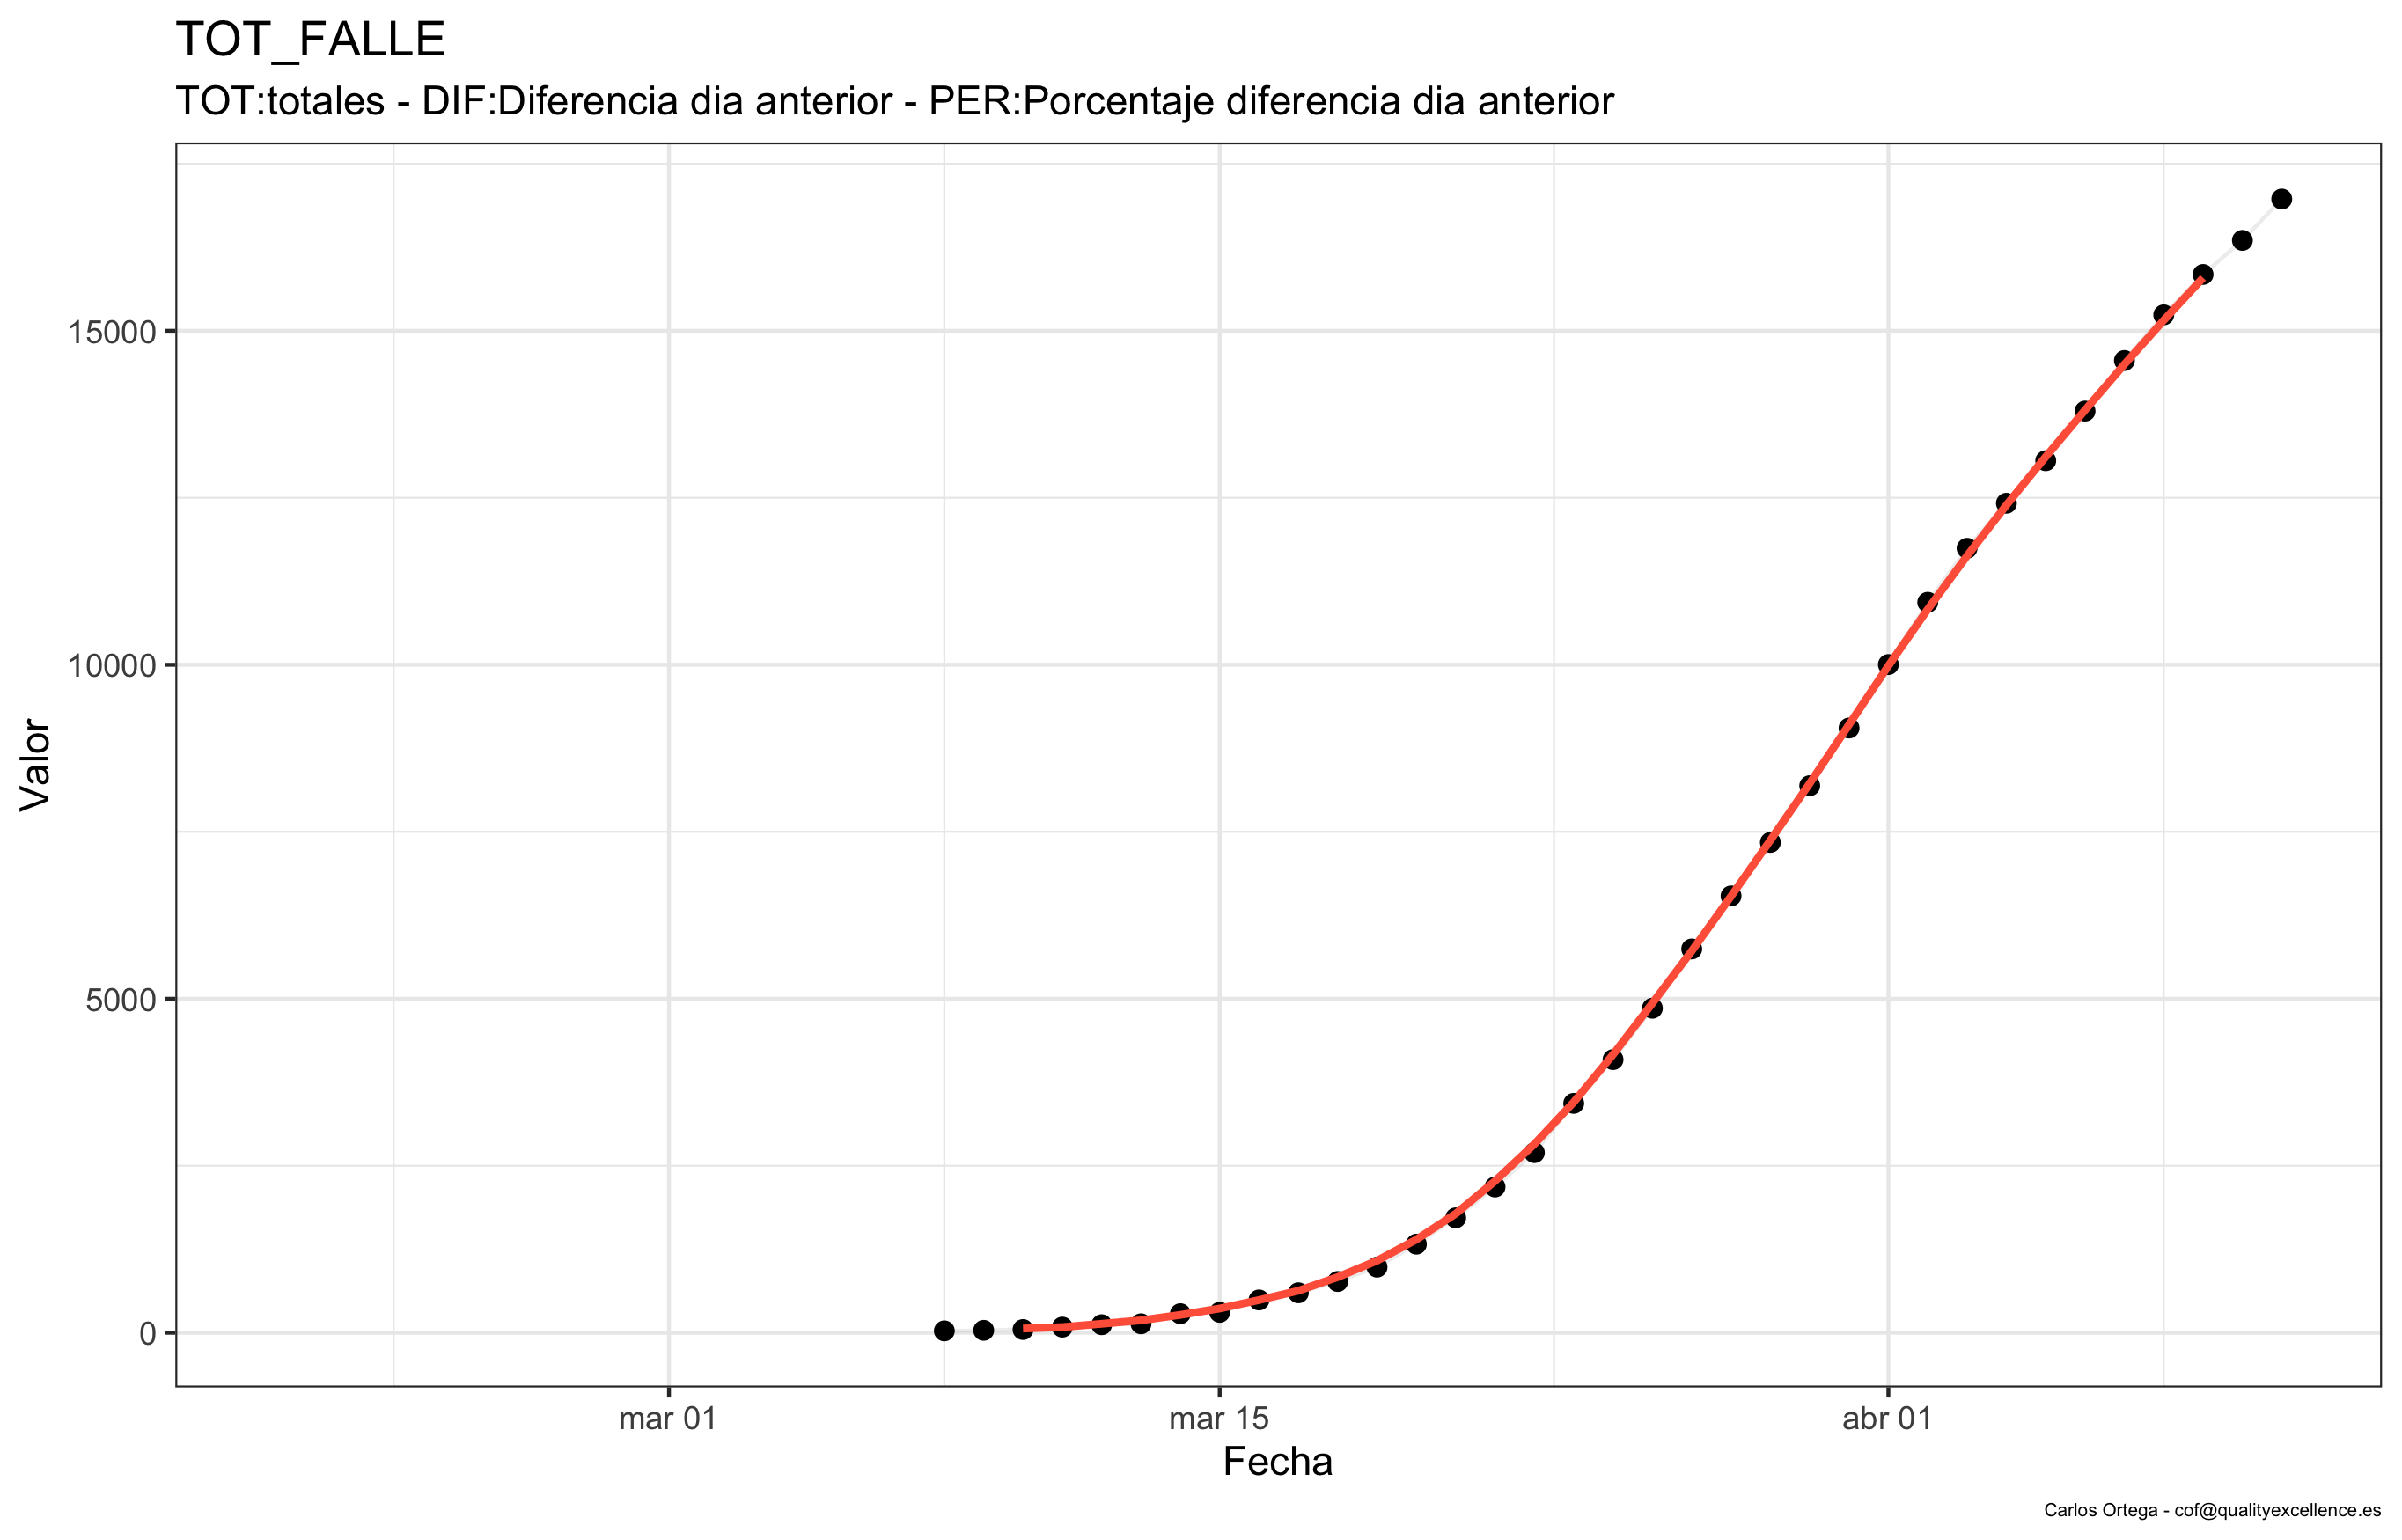 TOT_FALLE
TOT:totales - DIF:Diferencia dia anterior - PER:Porcentaje diferencia dia anterior
15000
10000
Valor
5000
0
mar 01 mar 15 abr 01
Fecha
Carlos Ortega - cof@qualityexcellence.es